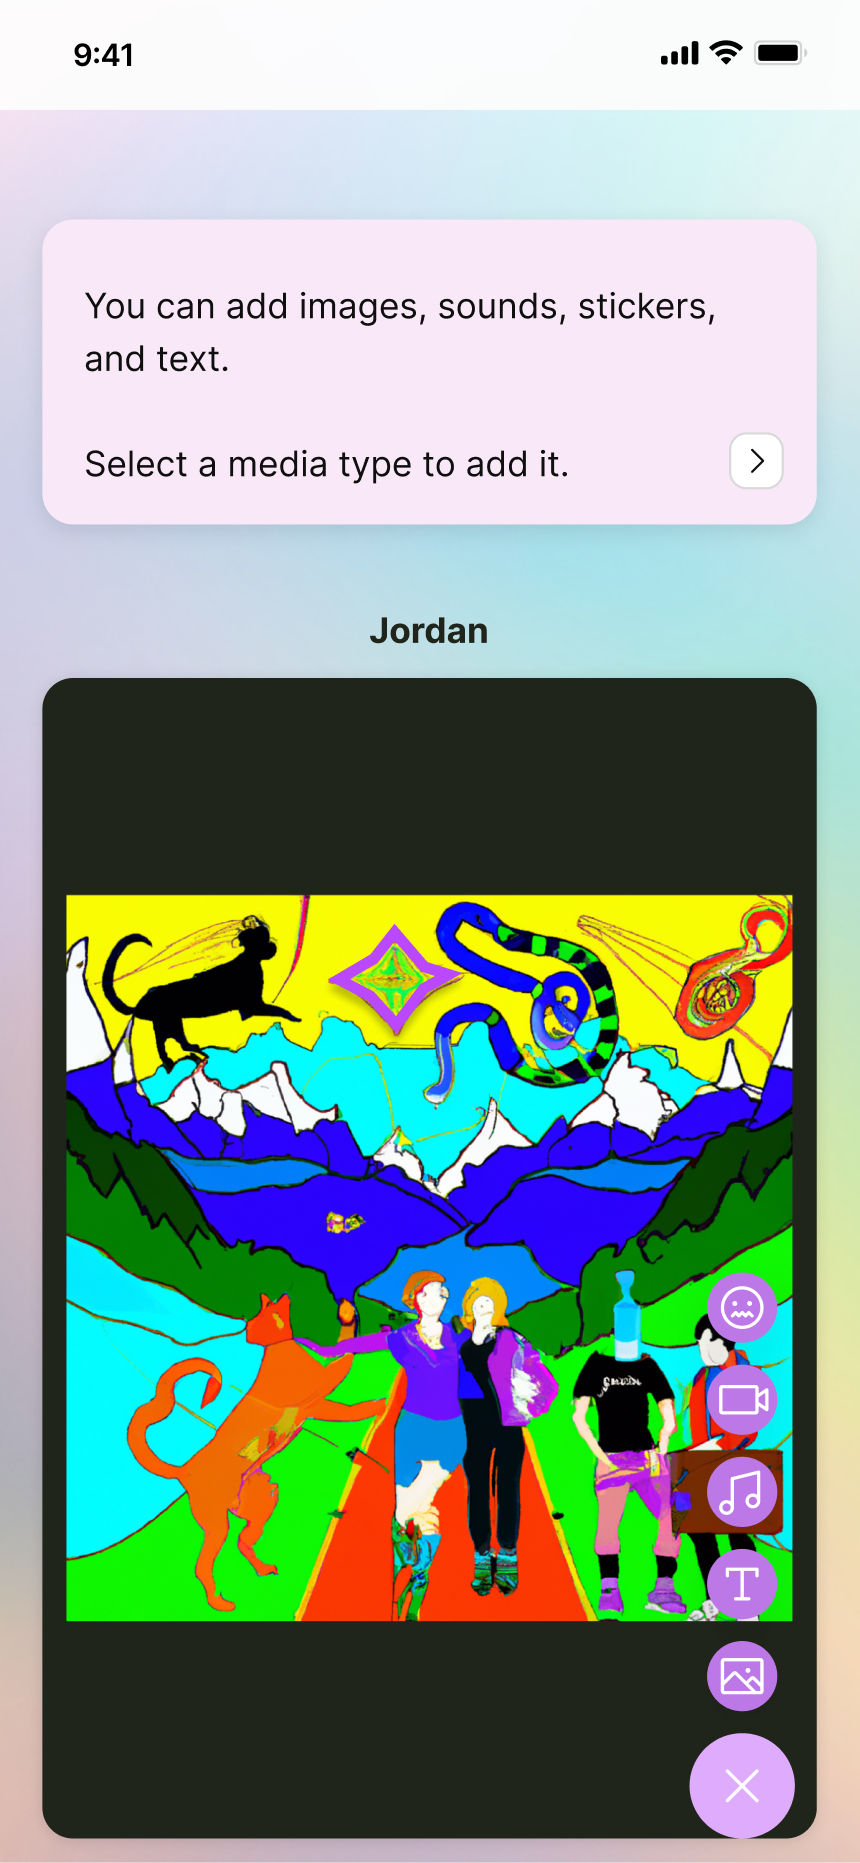 9:41
You can add images, sounds, stickers,
and text.
Select a media type to add it.
Jordan
T